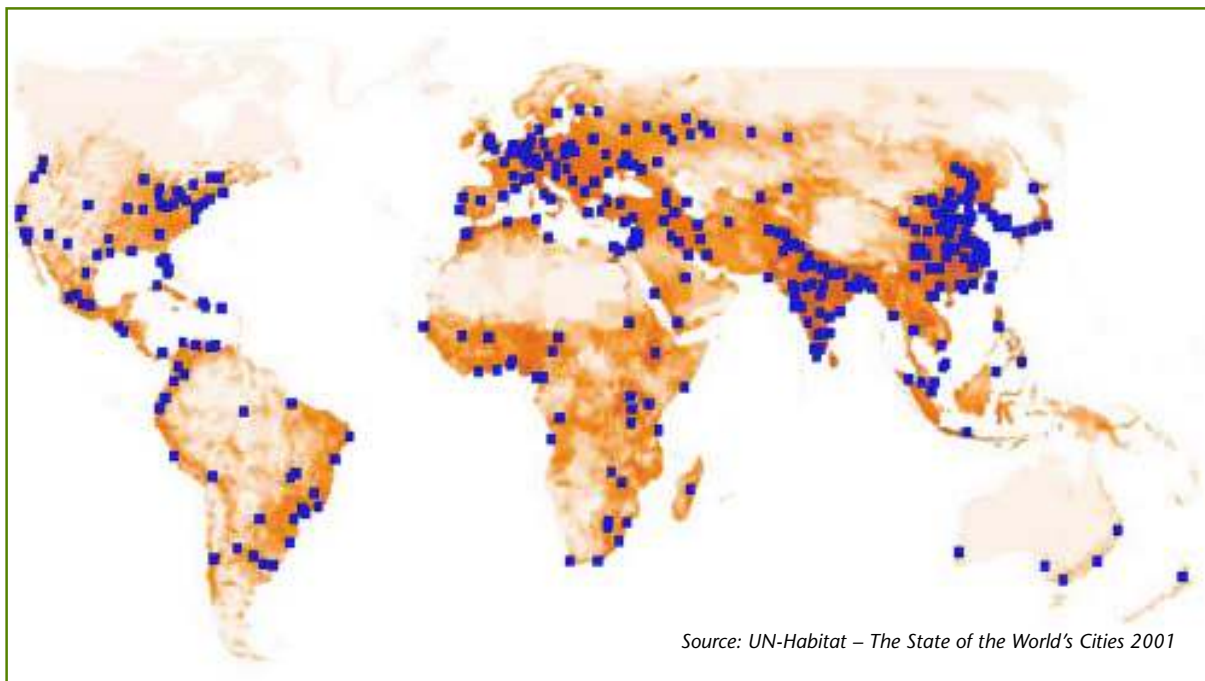 Source: UN-Habitat – The State of the World's Cities 2001